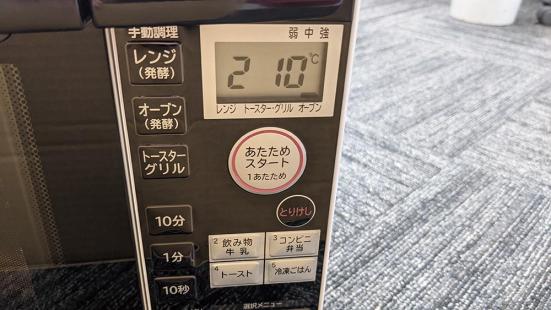 手動調理
レンジ
(発酵)
オーブン
(発酵)
トースター
グリル
10分
1分
10秒
弱 中 強
210℃
レンジ トースター・グリル オーブン
あたため
スタート
1あたため
とりけし
2 飲み物
牛乳
3 コンビニ
弁当
4 トースト
5 冷凍ごはん
選択メニュー